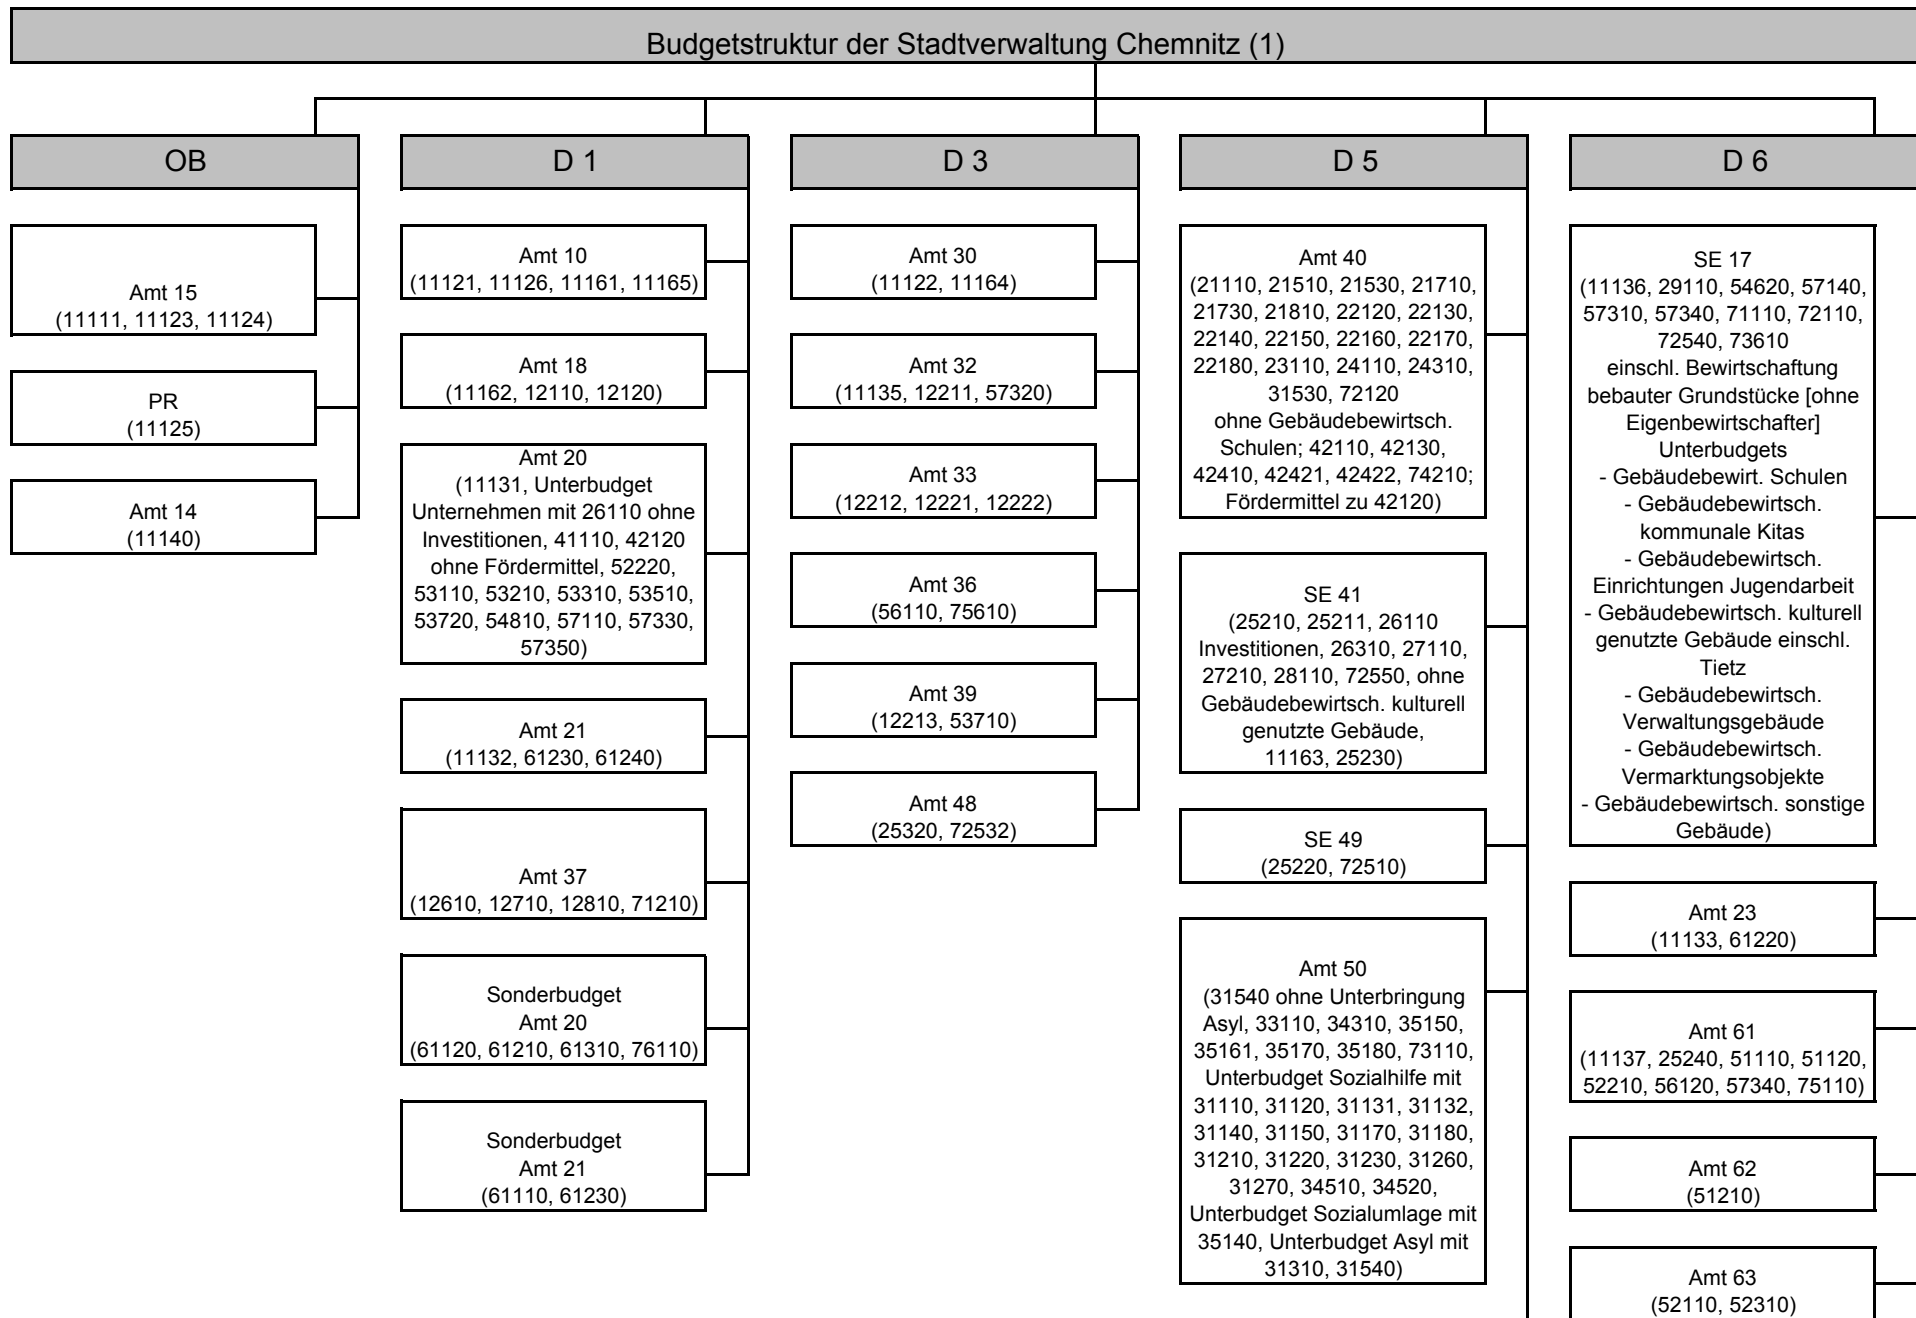 Budgetstruktur der Stadtverwaltung Chemnitz (1)
OB
Amt 15
(11111, 11123, 11124)
PR
(11125)
Amt 14
(11140)
D 1
Amt 10
(11121, 11126, 11161, 11165)
Amt 18
(11162, 12110, 12120)
Amt 20
(11131, Unterbudget
Unternehmen mit 26110 ohne
Investitionen, 41110, 42120
ohne Fördermittel, 52220,
53110, 53210, 53310, 53510,
53720, 54810, 57110, 57330,
57350)
Amt 21
(11132, 61230, 61240)
Amt 37
(12610, 12710, 12810, 71210)
Sonderbudget
Amt 20
(61120, 61210, 61310, 76110)
Sonderbudget
Amt 21
(61110, 61230)
D 3
Amt 30
(11122, 11164)
Amt 32
(11135, 12211, 57320)
Amt 33
(12212, 12221, 12222)
Amt 36
(56110, 75610)
Amt 39
(12213, 53710)
Amt 48
(25320, 72532)
D 5
Amt 40
(21110, 21510, 21530, 21710,
21730, 21810, 22120, 22130,
22140, 22150, 22160, 22170,
22180, 23110, 24110, 24310,
31530, 72120
ohne Gebäudebewirtsch.
Schulen; 42110, 42130,
42410, 42421, 42422, 74210;
Fördermittel zu 42120)
SE 41
(25210, 25211, 26110
Investitionen, 26310, 27110,
27210, 28110, 72550, ohne
Gebäudebewirtsch. kulturell
genutzte Gebäude,
11163, 25230)
SE 49
(25220, 72510)
Amt 50
(31540 ohne Unterbringung
Asyl, 33110, 34310, 35150,
35161, 35170, 35180, 73110,
Unterbudget Sozialhilfe mit
31110, 31120, 31131, 31132,
31140, 31150, 31170, 31180,
31210, 31220, 31230, 31260,
31270, 34510, 34520,
Unterbudget Sozialumlage mit
35140, Unterbudget Asyl mit
31310, 31540)
D 6
SE 17
(11136, 29110, 54620, 57140,
57310, 57340, 71110, 72110,
72540, 73610
einschl. Bewirtschaftung
bebauter Grundstücke [ohne
Eigenbewirtschafter]
Unterbudgets
- Gebäudebewirt. Schulen
- Gebäudebewirtsch.
kommunale Kitas
- Gebäudebewirtsch.
Einrichtungen Jugendarbeit
- Gebäudebewirtsch. kulturell
genutzte Gebäude einschl.
Tietz
- Gebäudebewirtsch.
Verwaltungsgebäude
- Gebäudebewirtsch.
Vermarktungsobjekte
- Gebäudebewirtsch. sonstige
Gebäude)
Amt 23
(11133, 61220)
Amt 61
(11137, 25240, 51110, 51120,
52210, 56120, 57340, 75110)
Amt 62
(51210)
Amt 63
(52110, 52310)